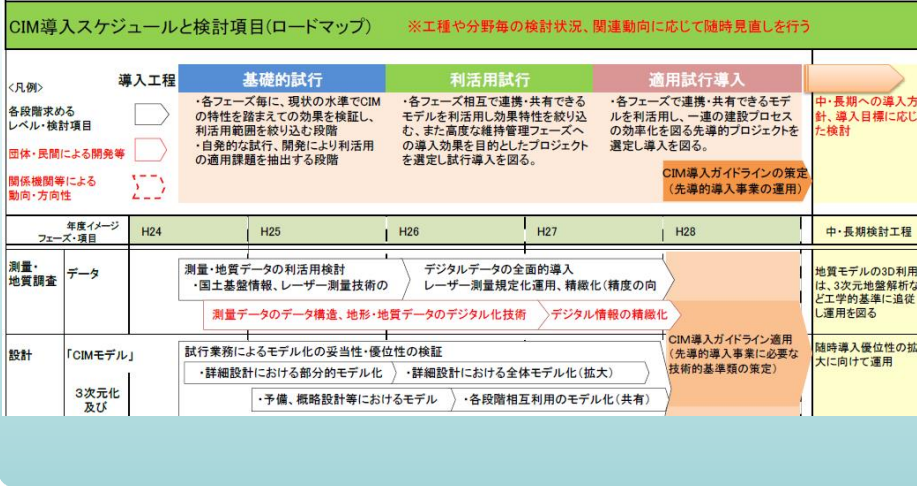 CIM導入スケジュールと検討項目(ロードマップ)
※工種や分野毎の検討状況、関連動向に応じて随時見直しを行う
<凡例>
導入工程
基礎的試行
利活用試行
適用試行導入
各段階求める
レベル・検討項目
団体・民間による開発等
関係機関等による
動向・方向性
・各フェーズ毎に、現状の水準でCIM
の特性を踏まえての効果を検証し、
利活用範囲を絞り込む段階
・自発的な試行、開発により利活用
の適用課題を抽出する段階
・各フェーズ相互で連携・共有できる
モデルを利活用し効果特性を絞り込
む、また高度な維持管理フェーズへ
の導入効果を目的としたプロジェクト
を選定し試行導入を図る。
・各フェーズで連携・共有できるモデ
ルを利活用し、一連の建設プロセス
の効率化を図る先導的プロジェクトを
選定し導入を図る。
CIM導入ガイドラインの策定
(先導的導入事業の運用)
中・長期への導入方
針、導入目標に応じ
た検討
年度イメージ
フェーズ・項目
H24
H25
H26
H27
H28
中・長期検討工程
測量・
地質調査
データ
測量・地質データの利活用検討
・国土基盤情報、レーザー測量技術の
デジタルデータの全面的導入
レーザー測量規定化運用、精緻化(精度の向
測量データのデータ構造、地形・地質データのデジタル化技術
デジタル情報の精緻化
地質モデルの3D利用
は、3次元地盤解析な
ど工学的基準に追従
し運用を図る
設計
「CIMモデル」
3次元化
及び
試行業務によるモデル化の妥当性・優位性の検証
・詳細設計における部分的モデル化
・詳細設計における全体モデル化(拡大)
・予備、概略設計等におけるモデル
・各段階相互利用のモデル化(共有)
CIM導入ガイドライン適用
(先導的導入事業に必要な
技術的基準類の策定)
随時導入優位性の拡
大に向けて運用